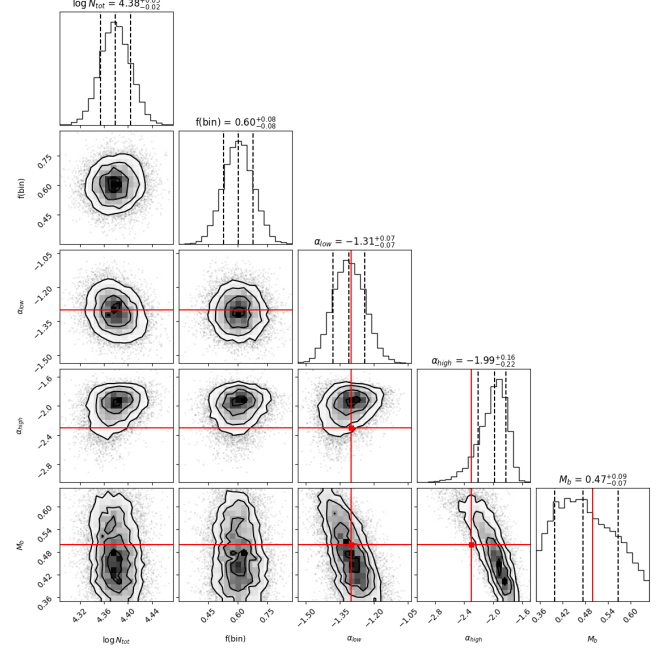 log N_tot = 4.38^{+0.03}_{−0.02}
f(bin) = 0.60^{+0.08}_{−0.08}
0.75
0.60
0.45
f(bin)
α_low = −1.31^{+0.07}_{−0.07}
−1.05
−1.20
−1.35
−1.50
α_low
α_high = −1.99^{+0.16}_{−0.22}
−1.6
−2.0
−2.4
−2.8
α_high
M_b = 0.47^{+0.09}_{−0.07}
0.60
0.54
0.48
0.42
0.36
M_b
4.32 4.36 4.40 4.44
0.45 0.60 0.75
−1.50 −1.35 −1.20 −1.05
−2.8 −2.4 −2.0 −1.6
0.36 0.42 0.48 0.54 0.60
log N_tot
f(bin)
α_low
α_high
M_b